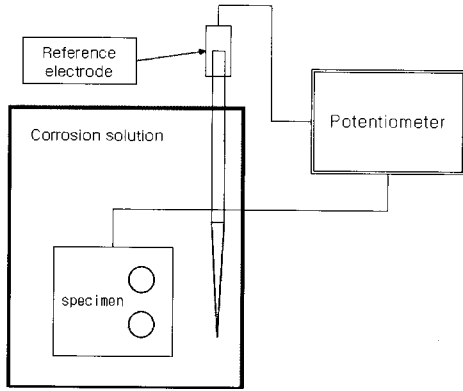 Reference
electrode
Corrosion solution
Potentiometer
specimen